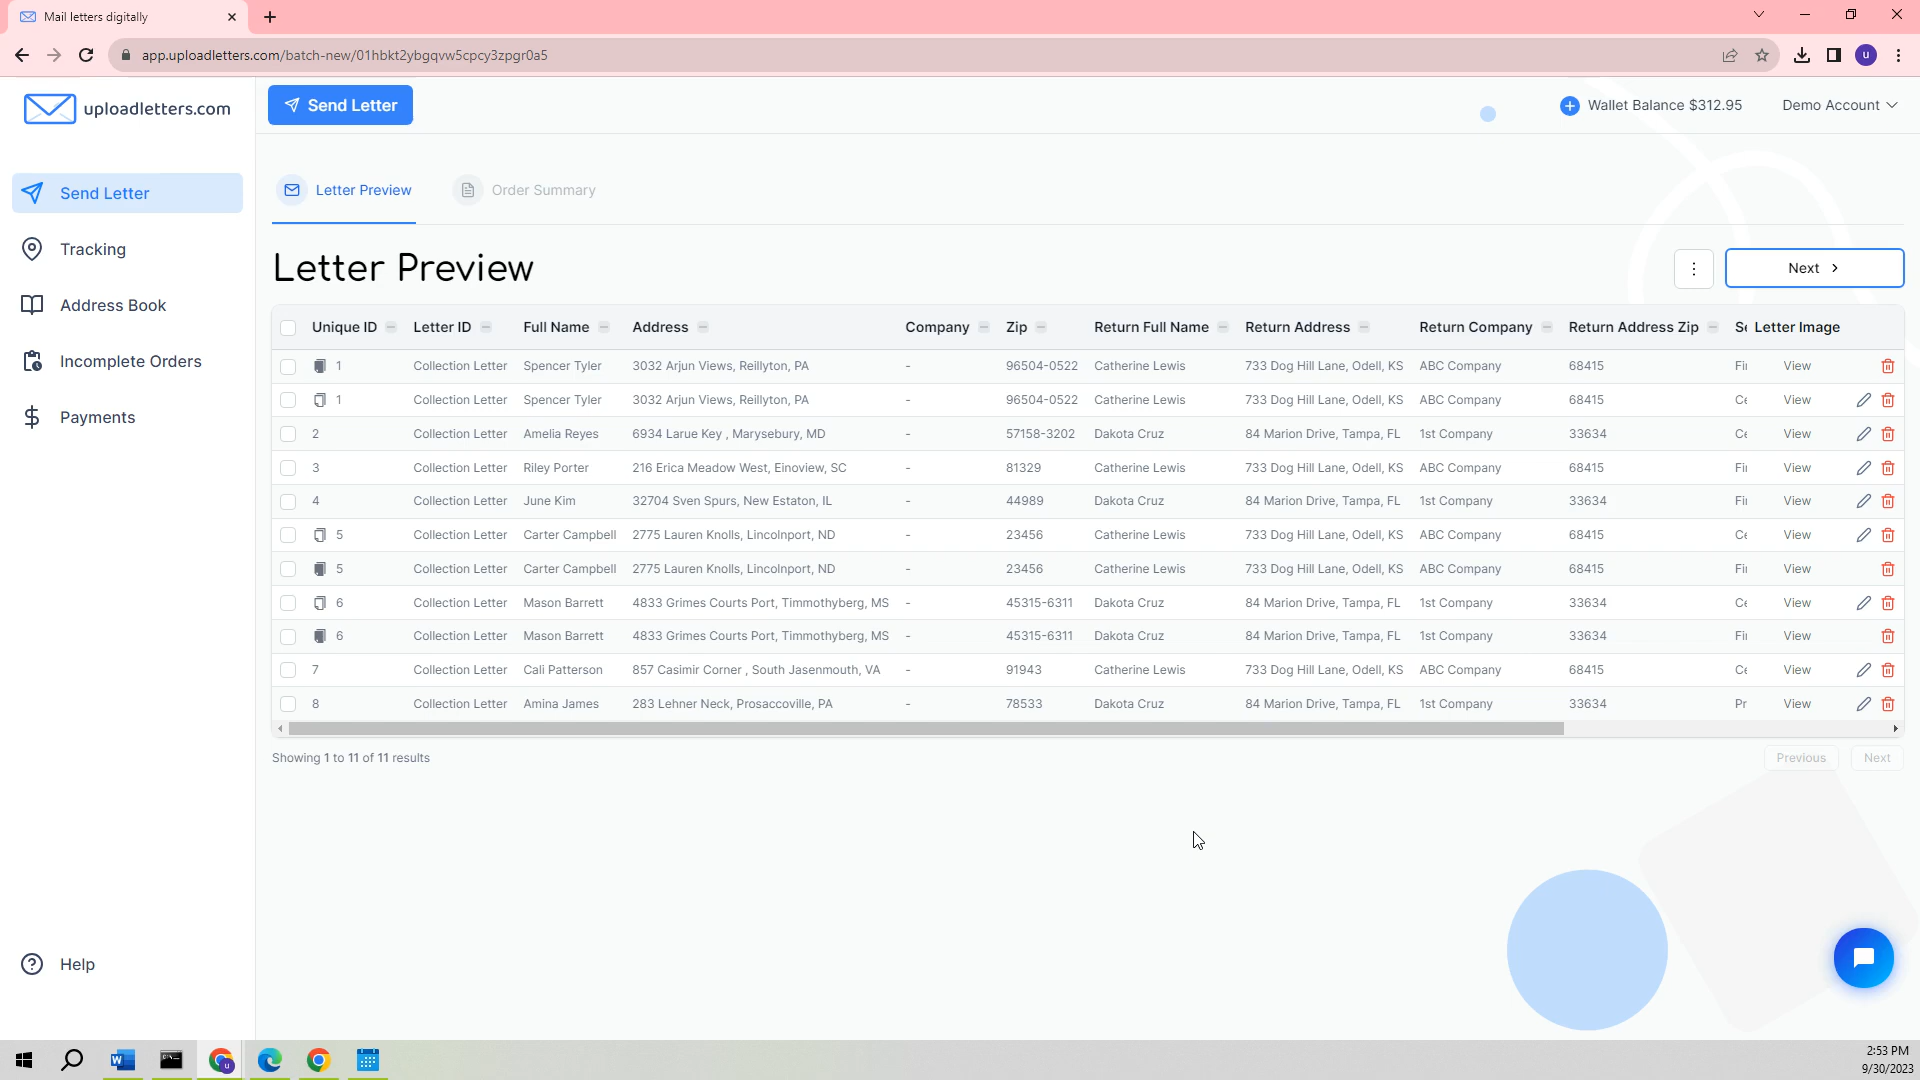 Mail letters digitally
app.uploadletters.com/batch-new/01hbkt2ybgqvw5cpcy3zpgr0a5
u
uploadletters.com
Send Letter
Wallet Balance $312.95
Demo Account
Send Letter
Tracking
Address Book
Incomplete Orders
Payments
Help
Letter Preview
Order Summary
Letter Preview
Next
Unique ID Letter ID Full Name Address Company Zip Return Full Name Return Address Return Company Return Address Zip Se Letter Image
1 Collection Letter Spencer Tyler 3032 Arjun Views, Reillyton, PA - 96504-0522 Catherine Lewis 733 Dog Hill Lane, Odell, KS ABC Company 68415 Fi View
1 Collection Letter Spencer Tyler 3032 Arjun Views, Reillyton, PA - 96504-0522 Catherine Lewis 733 Dog Hill Lane, Odell, KS ABC Company 68415 Ce View
2 Collection Letter Amelia Reyes 6934 Larue Key , Marysebury, MD - 57158-3202 Dakota Cruz 84 Marion Drive, Tampa, FL 1st Company 33634 Ce View
3 Collection Letter Riley Porter 216 Erica Meadow West, Einoview, SC - 81329 Catherine Lewis 733 Dog Hill Lane, Odell, KS ABC Company 68415 Fi View
4 Collection Letter June Kim 32704 Sven Spurs, New Estaton, IL - 44989 Dakota Cruz 84 Marion Drive, Tampa, FL 1st Company 33634 Fi View
5 Collection Letter Carter Campbell 2775 Lauren Knolls, Lincolnport, ND - 23456 Catherine Lewis 733 Dog Hill Lane, Odell, KS ABC Company 68415 Ce View
5 Collection Letter Carter Campbell 2775 Lauren Knolls, Lincolnport, ND - 23456 Catherine Lewis 733 Dog Hill Lane, Odell, KS ABC Company 68415 Fi View
6 Collection Letter Mason Barrett 4833 Grimes Courts Port, Timmothyberg, MS - 45315-6311 Dakota Cruz 84 Marion Drive, Tampa, FL 1st Company 33634 Ce View
6 Collection Letter Mason Barrett 4833 Grimes Courts Port, Timmothyberg, MS - 45315-6311 Dakota Cruz 84 Marion Drive, Tampa, FL 1st Company 33634 Fi View
7 Collection Letter Cali Patterson 857 Casimir Corner , South Jasenmouth, VA - 91943 Catherine Lewis 733 Dog Hill Lane, Odell, KS ABC Company 68415 Ce View
8 Collection Letter Amina James 283 Lehner Neck, Prosaccoville, PA - 78533 Dakota Cruz 84 Marion Drive, Tampa, FL 1st Company 33634 Pr View
Showing 1 to 11 of 11 results
Previous
Next
2:53 PM
9/30/2023